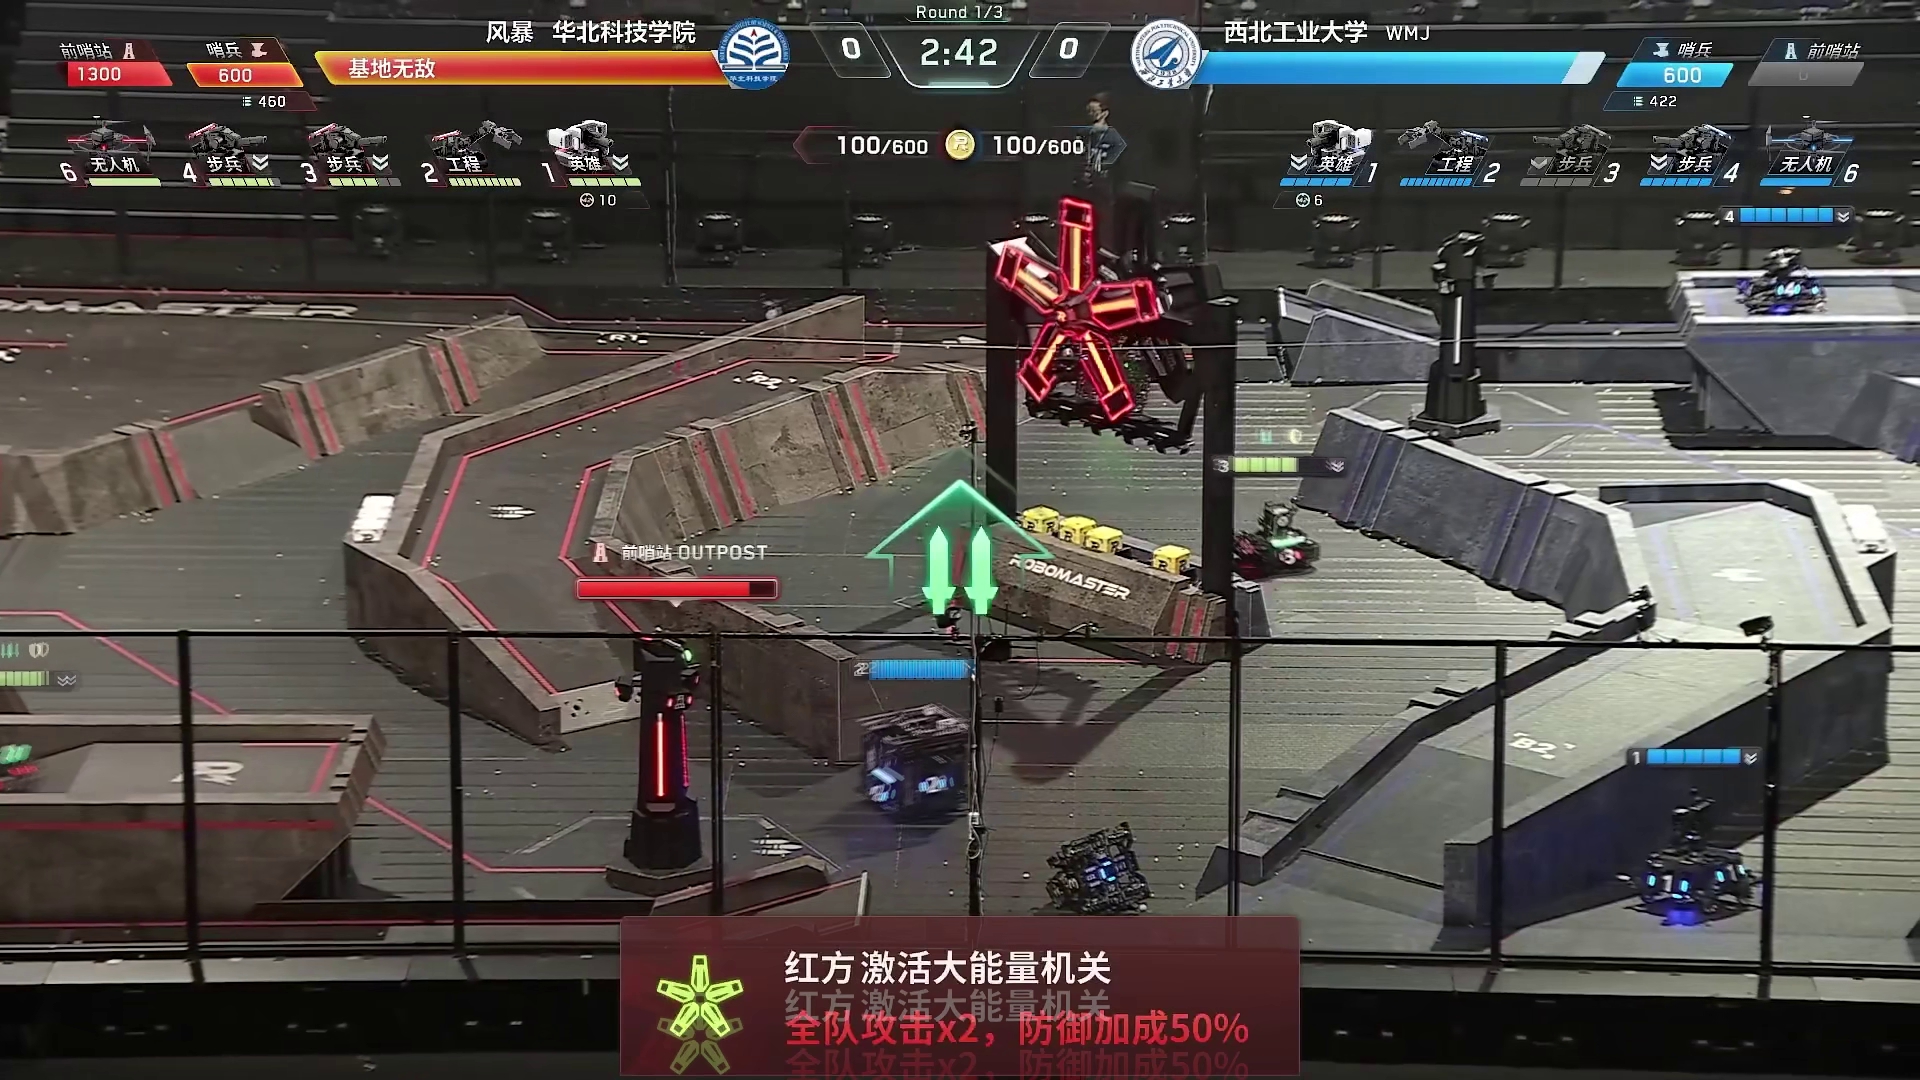 Round 1/3
风暴 华北科技学院
0
2:42
0
西北工业大学 WMJ
前哨站
1300
哨兵
600
460
基地无敌
哨兵
600
422
前哨站
0
6 无人机
4 步兵
3 步兵
2 工程
1 英雄
10
100/600
100/600
英雄 1
6
工程 2
步兵 3
步兵 4
无人机 6
4
R1
R2
3
前哨站 OUTPOST
ROBOMASTER
2
B2
1
红方 激活大能量机关
全队攻击x2，防御加成50%